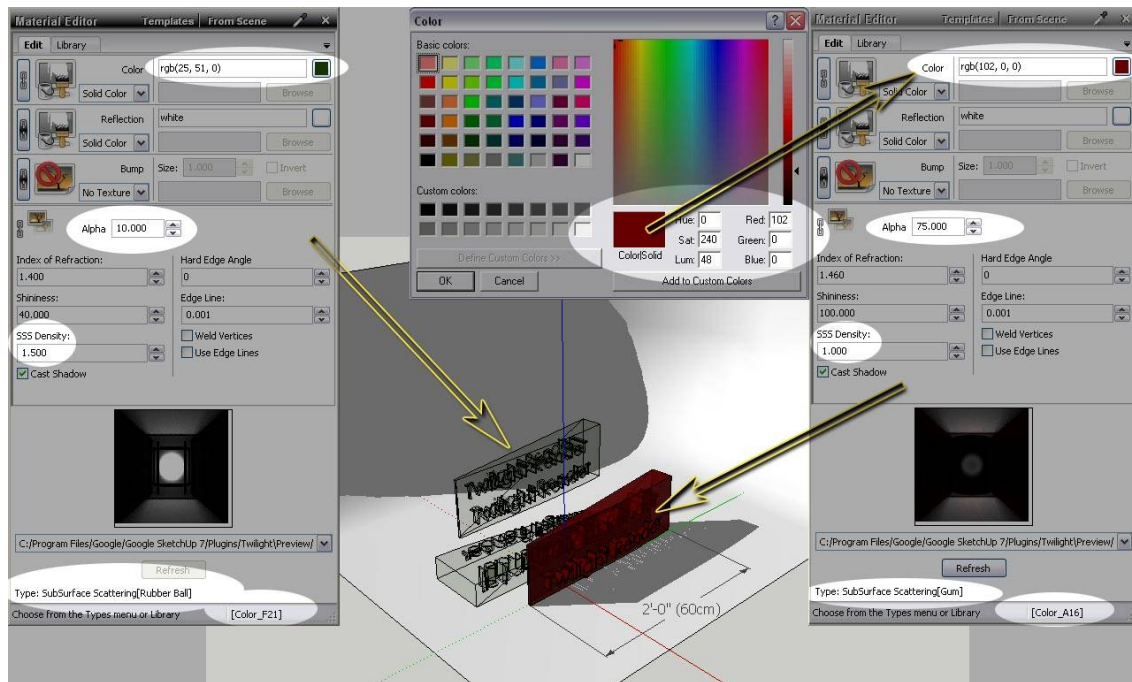 Material Editor Templates From Scene
Edit Library
Color rgb(25, 51, 0)
Solid Color Browse
Reflection white
Solid Color Browse
Bump Size: 1.000 Invert
No Texture Browse
Alpha 10.000
Index of Refraction: Hard Edge Angle
1.400 0
Shininess: Edge Line:
40.000 0.001
SSS Density: Weld Vertices
1.500 Use Edge Lines
Cast Shadow
C:/Program Files/Google/Google SketchUp 7/Plugins/Twilight/Preview/
Refresh
Type: SubSurface Scattering[Rubber Ball]
Choose from the Types menu or Library [Color_F21]
Color
Basic colors:
Custom colors:
Define Custom Colors >>
OK Cancel
Color|Solid
Hue: 0 Red: 102
Sat: 240 Green: 0
Lum: 48 Blue: 0
Add to Custom Colors
Twilight Render
Twilight Render
2'-0" (60cm)
Material Editor Templates From Scene
Edit Library
Color rgb(102, 0, 0)
Solid Color Browse
Reflection white
Solid Color Browse
Bump Size: 1.000 Invert
No Texture Browse
Alpha 75.000
Index of Refraction: Hard Edge Angle
1.460 0
Shininess: Edge Line:
100.000 0.001
SSS Density: Weld Vertices
1.000 Use Edge Lines
Cast Shadow
C:/Program Files/Google/Google SketchUp 7/Plugins/Twilight/Preview/
Refresh
Type: SubSurface Scattering[Gum]
Choose from the Types menu or Library [Color_A16]